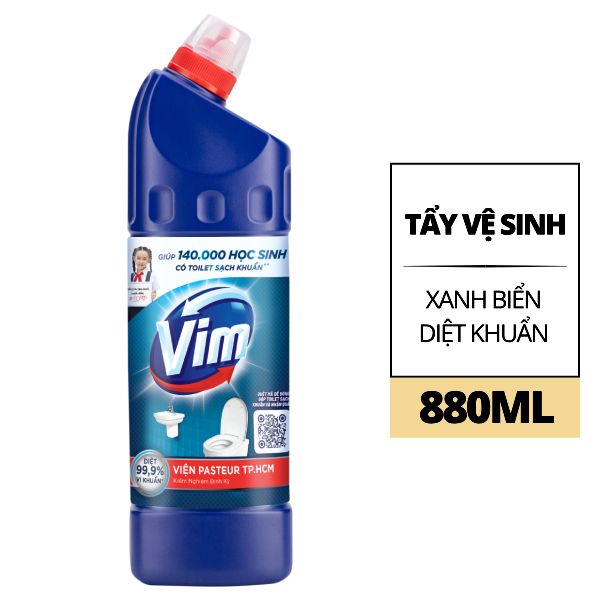 GIÚP 140.000 HỌC SINH
CÓ TOILET SẠCH KHUẨN**
Vim
DIỆT
99,9%
VI KHUẨN*
VIỆN PASTEUR TP.HCM
Kiểm Nghiệm Định Kỳ
TẨY VỆ SINH
XANH BIỂN
DIỆT KHUẨN
880ML